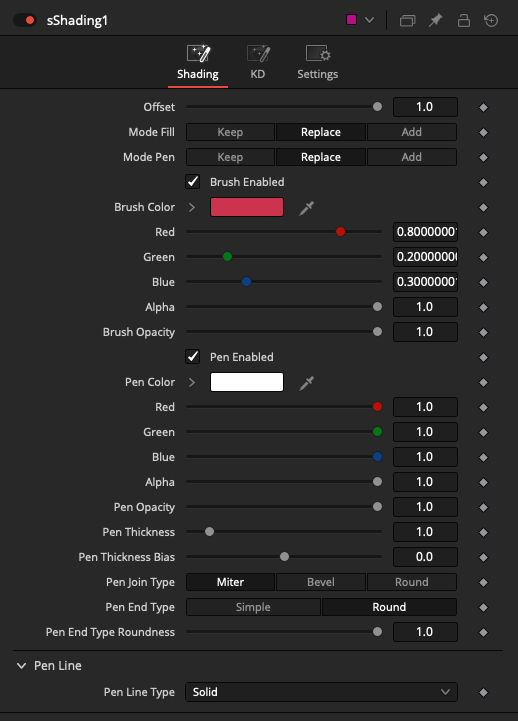 sShading1
Shading KD Settings
Offset 1.0
Mode Fill Keep Replace Add
Mode Pen Keep Replace Add
Brush Enabled
Brush Color
Red 0.8000000
Green 0.2000000
Blue 0.3000000
Alpha 1.0
Brush Opacity 1.0
Pen Enabled
Pen Color
Red 1.0
Green 1.0
Blue 1.0
Alpha 1.0
Pen Opacity 1.0
Pen Thickness 1.0
Pen Thickness Bias 0.0
Pen Join Type Miter Bevel Round
Pen End Type Simple Round
Pen End Type Roundness 1.0
Pen Line
Pen Line Type Solid